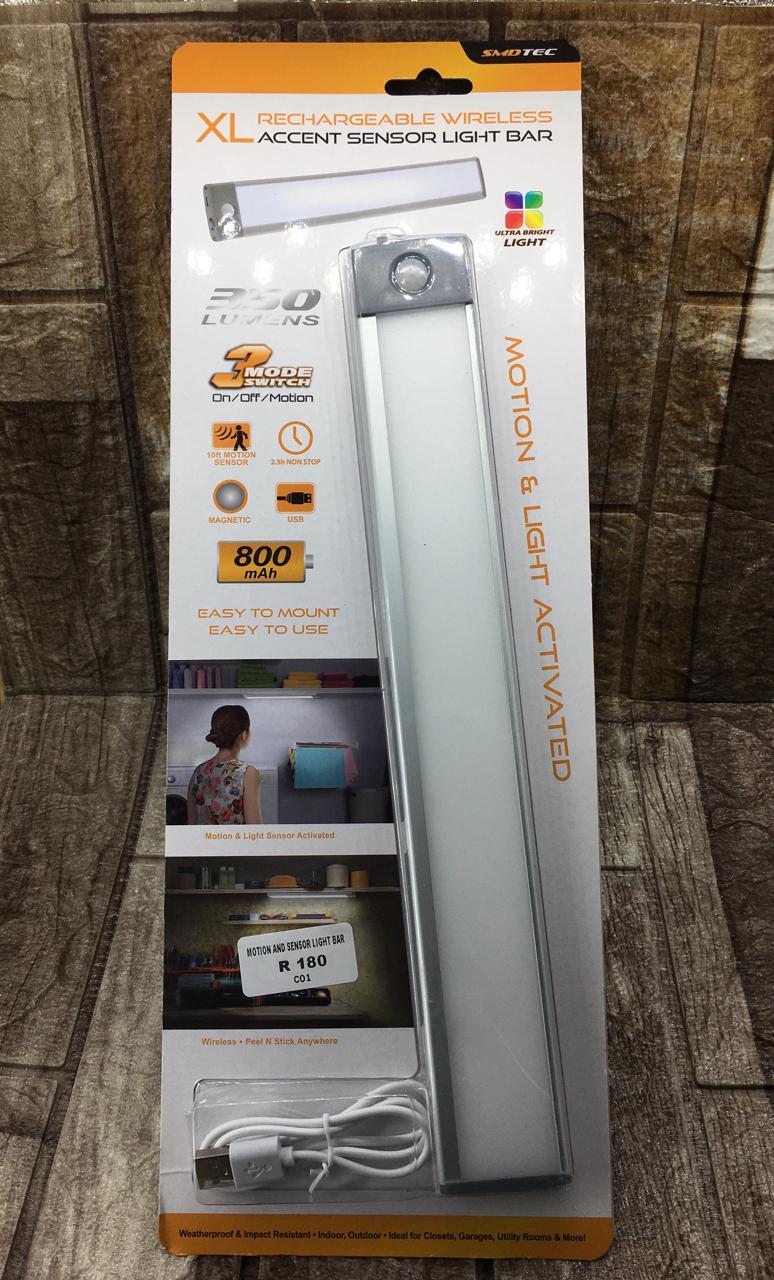 SMDTEC
XL RECHARGEABLE WIRELESS
ACCENT SENSOR LIGHT BAR
ULTRA BRIGHT
LIGHT
350
LUMENS
3 MODE
SWITCH
On/Off/Motion
10ft MOTION
SENSOR
2.5h NON STOP
MAGNETIC
USB
800
mAh
EASY TO MOUNT
EASY TO USE
MOTION & LIGHT ACTIVATED
Motion & Light Sensor Activated
MOTION AND SENSOR LIGHT BAR
R 180
C01
Wireless • Peel N Stick Anywhere
Weatherproof & Impact Resistant • Indoor, Outdoor • Ideal for Closets, Garages, Utility Rooms & More!